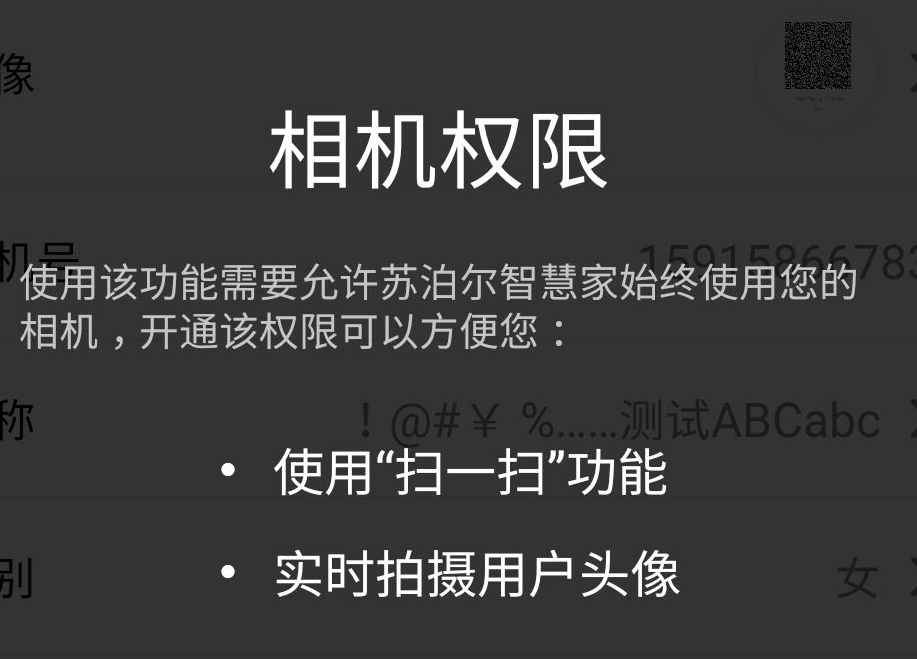 像
相机权限
机号
15915866783
使用该功能需要允许苏泊尔智慧家始终使用您的
相机，开通该权限可以方便您：
称
！@#￥ %……测试ABCabc
• 使用“扫一扫”功能
别
女
• 实时拍摄用户头像